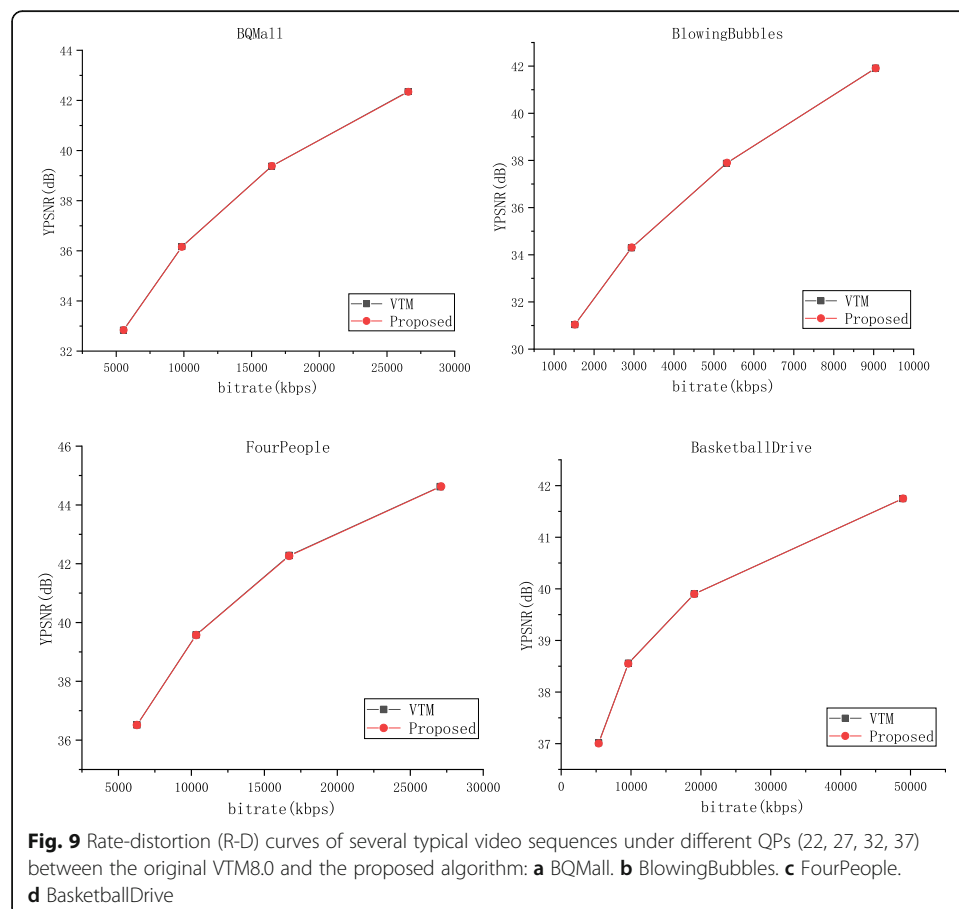 BQMall
44
42
40
38
36
34
32
YPSNR(dB)
5000 10000 15000 20000 25000 30000
bitrate(kbps)
VTM
Proposed
BlowingBubbles
42
40
38
36
34
32
30
YPSNR(dB)
1000 2000 3000 4000 5000 6000 7000 8000 9000 10000
bitrate(kbps)
VTM
Proposed
FourPeople
46
44
42
40
38
36
YPSNR(dB)
5000 10000 15000 20000 25000 30000
bitrate(kbps)
VTM
Proposed
BasketballDrive
42
41
40
39
38
37
YPSNR(dB)
0 10000 20000 30000 40000 50000
bitrate(kbps)
VTM
Proposed
Fig. 9 Rate-distortion (R-D) curves of several typical video sequences under different QPs (22, 27, 32, 37)
between the original VTM8.0 and the proposed algorithm: a BQMall. b BlowingBubbles. c FourPeople.
d BasketballDrive